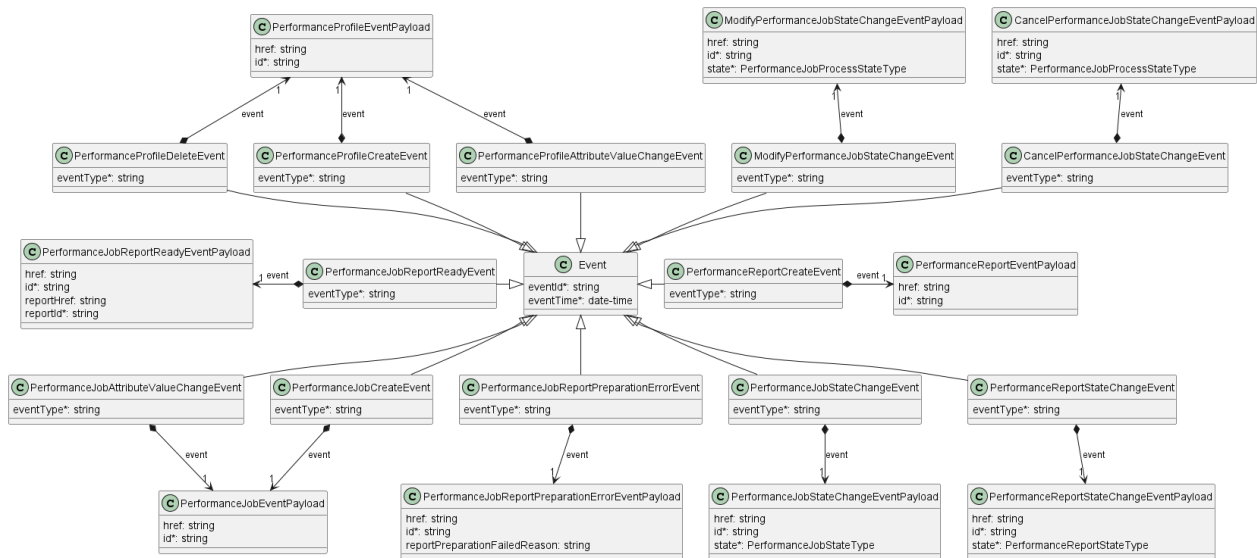 C PerformanceProfileEventPayload
href: string
id*: string
C ModifyPerformanceJobStateChangeEventPayload
href: string
id*: string
state*: PerformanceJobProcessStateType
C CancelPerformanceJobStateChangeEventPayload
href: string
id*: string
state*: PerformanceJobProcessStateType
1
1
1
1
1
event
event
event
event
event
C PerformanceProfileDeleteEvent
eventType*: string
C PerformanceProfileCreateEvent
eventType*: string
C PerformanceProfileAttributeValueChangeEvent
eventType*: string
C ModifyPerformanceJobStateChangeEvent
eventType*: string
C CancelPerformanceJobStateChangeEvent
eventType*: string
C PerformanceJobReportReadyEventPayload
href: string
id*: string
reportHref: string
reportId*: string
1 event
C PerformanceJobReportReadyEvent
eventType*: string
C Event
eventId*: string
eventTime*: date-time
C PerformanceReportCreateEvent
eventType*: string
event 1
C PerformanceReportEventPayload
href: string
id*: string
C PerformanceJobAttributeValueChangeEvent
eventType*: string
C PerformanceJobCreateEvent
eventType*: string
C PerformanceJobReportPreparationErrorEvent
eventType*: string
C PerformanceJobStateChangeEvent
eventType*: string
C PerformanceReportStateChangeEvent
eventType*: string
event
event
event
event
event
1
1
1
1
1
C PerformanceJobEventPayload
href: string
id*: string
C PerformanceJobReportPreparationErrorEventPayload
href: string
id*: string
reportPreparationFailedReason: string
C PerformanceJobStateChangeEventPayload
href: string
id*: string
state*: PerformanceJobStateType
C PerformanceReportStateChangeEventPayload
href: string
id*: string
state*: PerformanceReportStateType